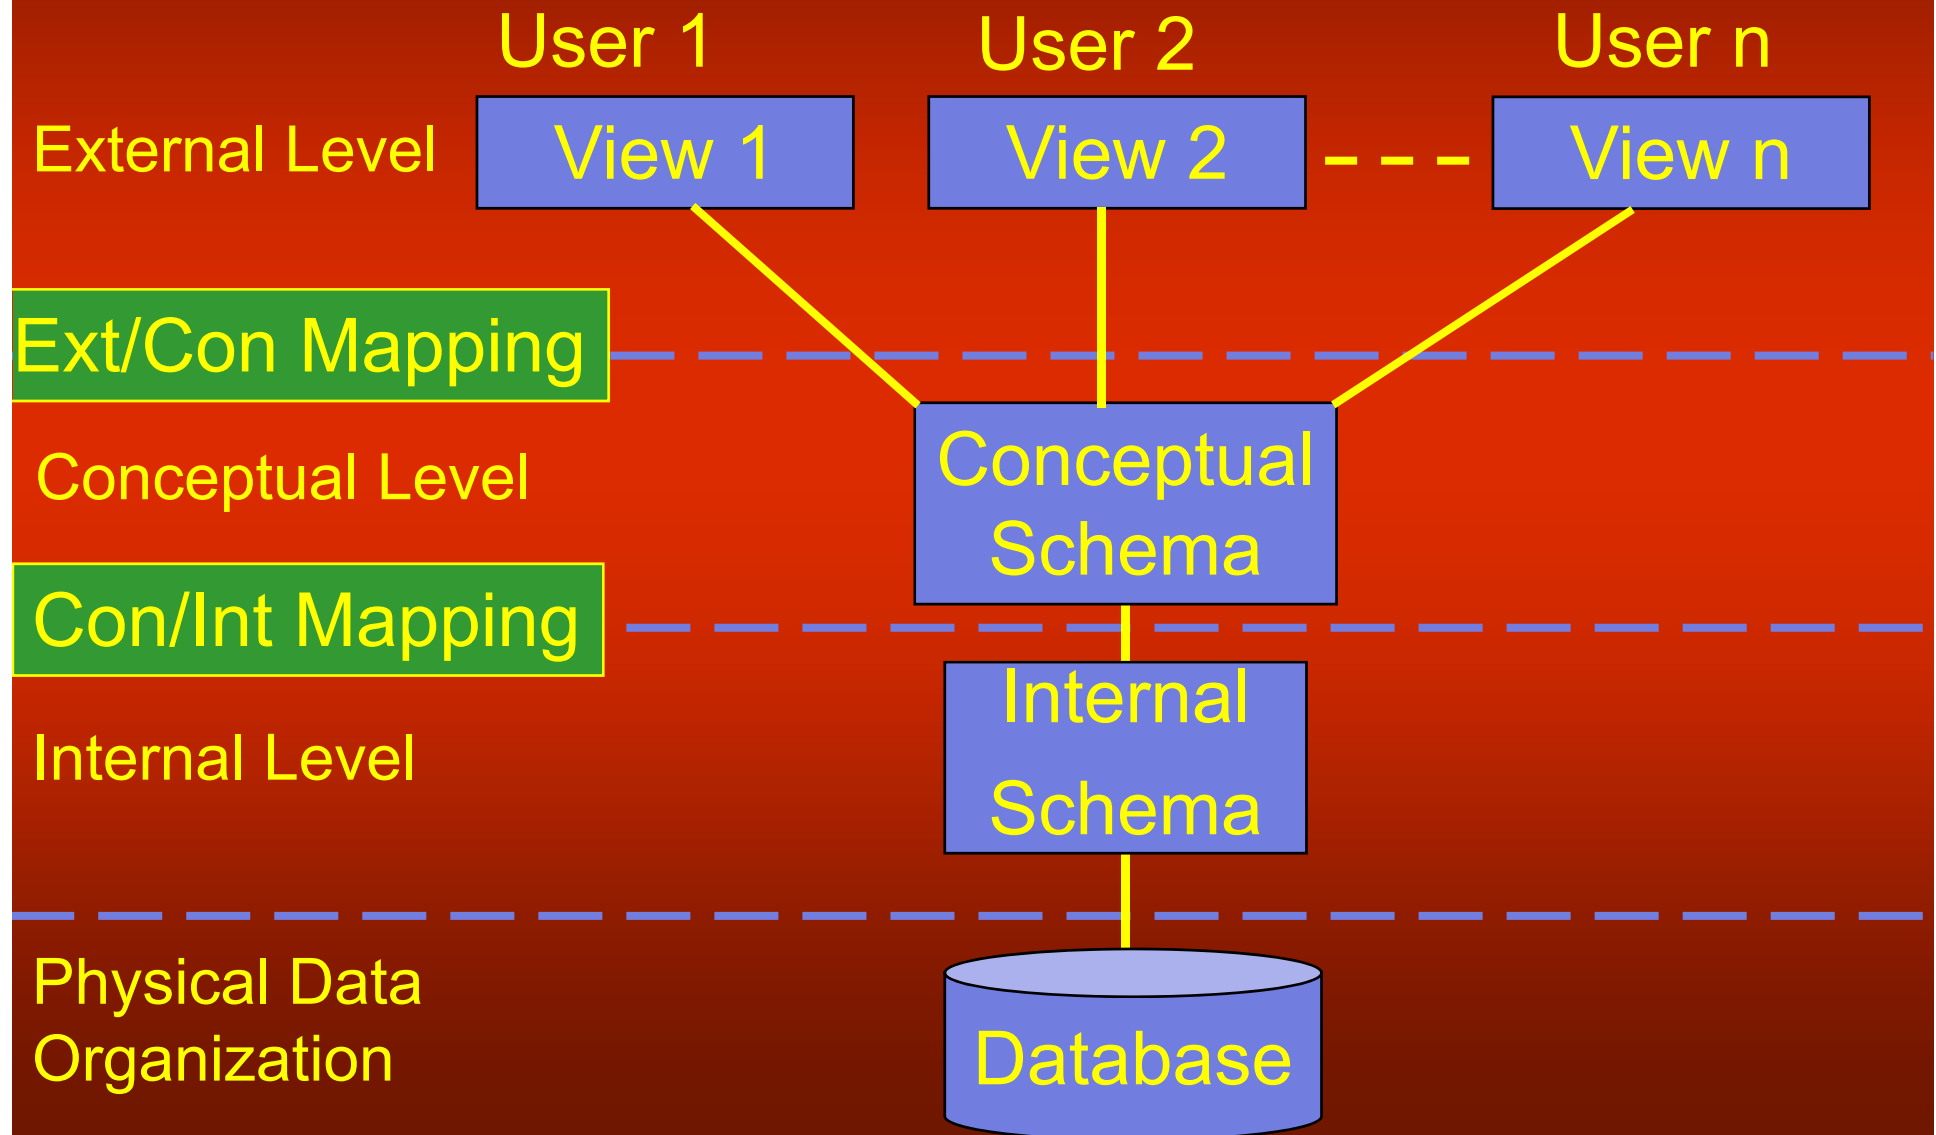 User 1
User 2
User n
External Level
View 1
View 2
View n
Ext/Con Mapping
Conceptual Level
Conceptual
Schema
Con/Int Mapping
Internal Level
Internal
Schema
Physical Data
Organization
Database